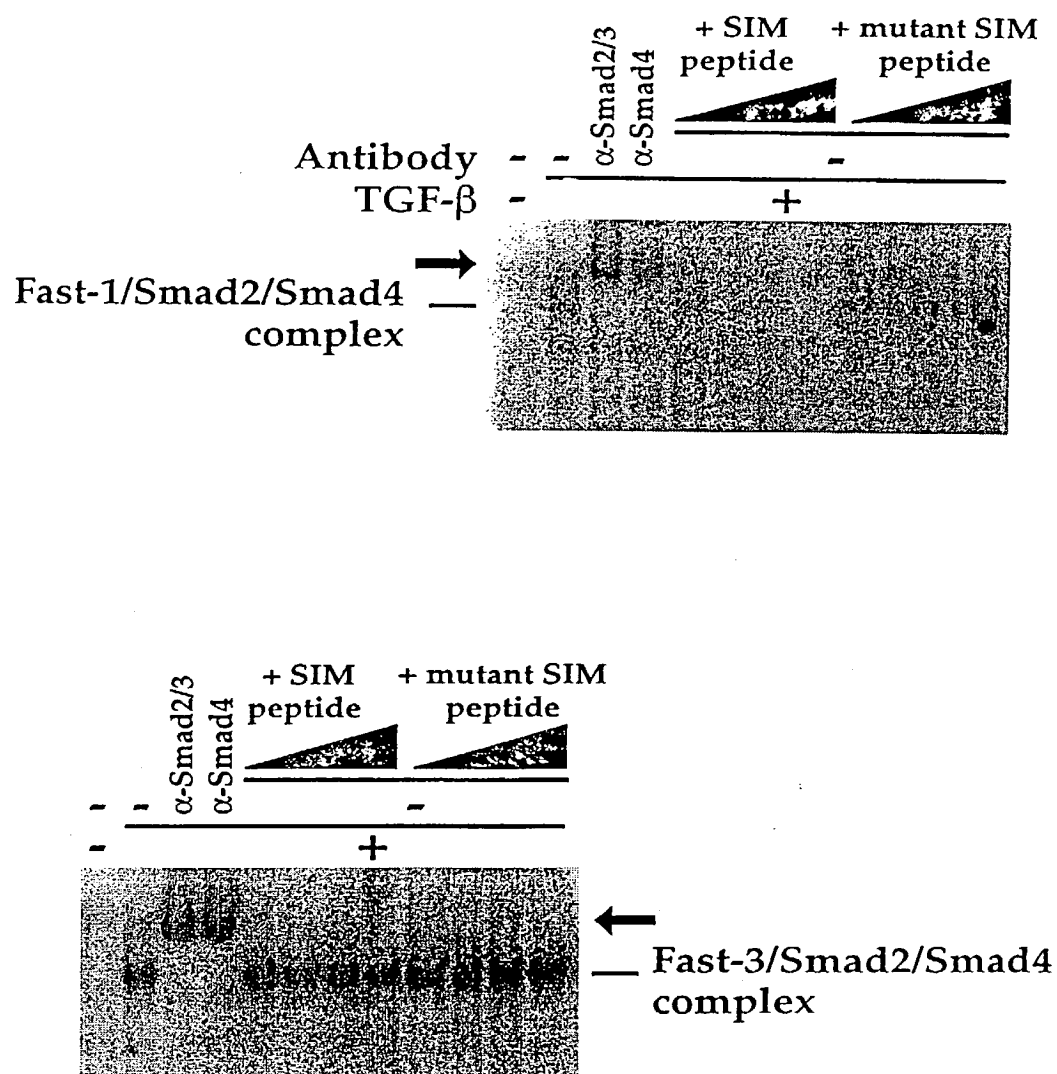 + SIM peptide
+ mutant SIM peptide
α-Smad2/3
α-Smad4
Antibody - - -
TGF-β - +
Fast-1/Smad2/Smad4
complex
+ SIM peptide
+ mutant SIM peptide
α-Smad2/3
α-Smad4
- - -
- +
Fast-3/Smad2/Smad4
complex